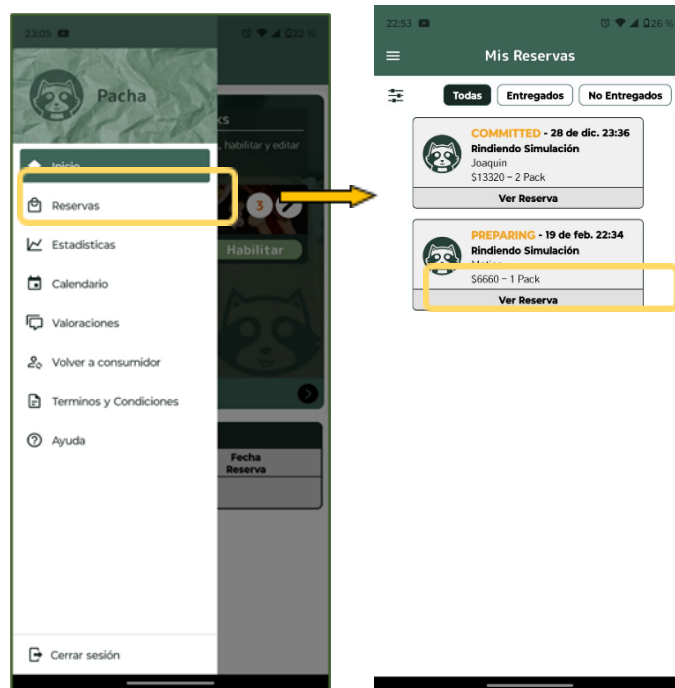 23:05
22 %
Pacha
ks
, habilitar y editar
Inicio
Reservas
3
Estadísticas
Habilitar
Calendario
Valoraciones
Volver a consumidor
Terminos y Condiciones
Ayuda
Fecha
Reserva
Cerrar sesión
22:53
26 %
Mis Reservas
Todas
Entregados
No Entregados
COMMITTED - 28 de dic. 23:36
Rindiendo Simulación
Joaquin
$13320 – 2 Pack
Ver Reserva
PREPARING - 19 de feb. 22:34
Rindiendo Simulación
$6660 – 1 Pack
Ver Reserva